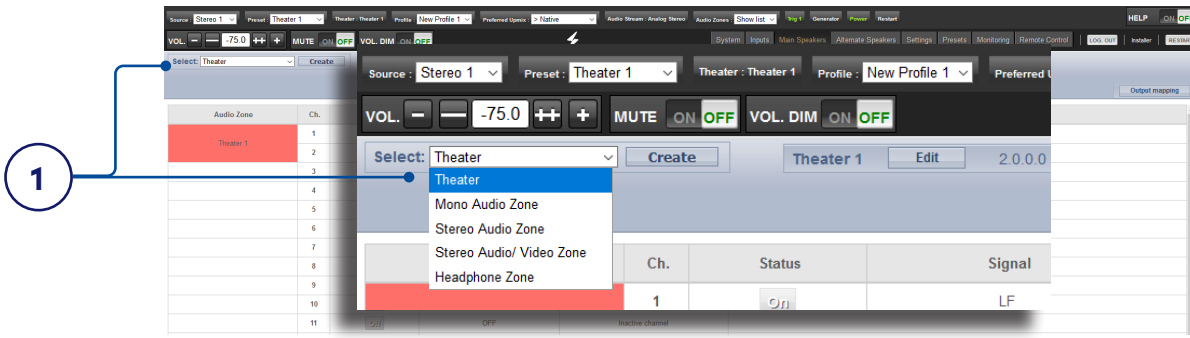 Source : Stereo 1 Preset : Theater 1 Theater : Theater 1 Profile : New Profile 1 Preferred Upmix : > Native Audio Stream : Analog Stereo Audio Zones : Show list Trig 1 Generator Power Restart HELP ON OFF
VOL. -75.0 MUTE ON OFF VOL. DIM ON OFF System Inputs Main Speakers Alternate Speakers Settings Presets Monitoring Remote Control LOG OUT Installer RESTAR
Select: Theater Create
Output mapping
Audio Zone Ch.
Theater 1
1
2
3
4
5
6
7
8
9
10
11 Off OFF Inactive channel
1
Source : Stereo 1 Preset : Theater 1 Theater : Theater 1 Profile : New Profile 1 Preferred U
VOL. - — -75.0 ++ + MUTE ON OFF VOL. DIM ON OFF
Select: Theater Create Theater 1 Edit 2.0.0.0
Theater
Mono Audio Zone
Stereo Audio Zone
Stereo Audio/ Video Zone
Headphone Zone
Ch. Status Signal
1 On LF